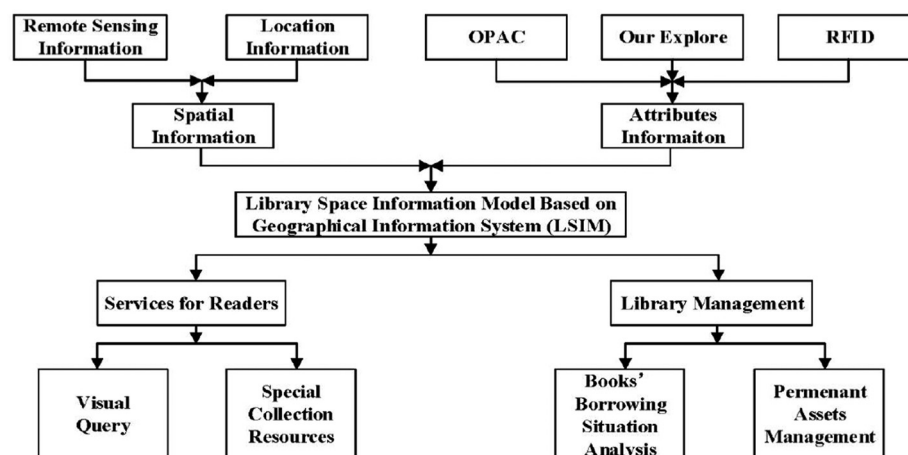 Remote Sensing
Information
Location
Information
OPAC
Our Explore
RFID
Spatial
Information
Attributes
Informaiton
Library Space Information Model Based on
Geographical Information System (LSIM)
Services for Readers
Library Management
Visual
Query
Special
Collection
Resources
Books’
Borrowing
Situation
Analysis
Permenant
Assets
Management